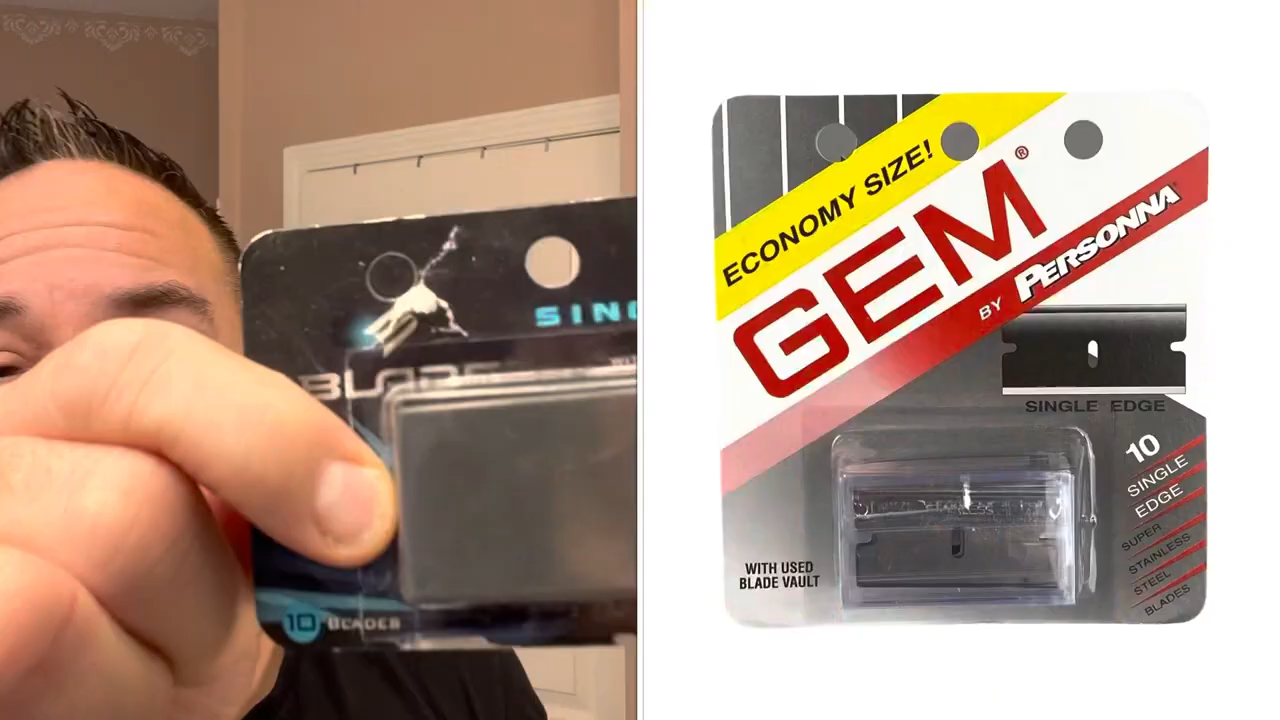 SING
BLADE
10 BLADES
ECONOMY SIZE!
GEM®
BY PERSONNA
SINGLE EDGE
10
SINGLE
EDGE
SUPER
STAINLESS
STEEL
BLADES
WITH USED
BLADE VAULT